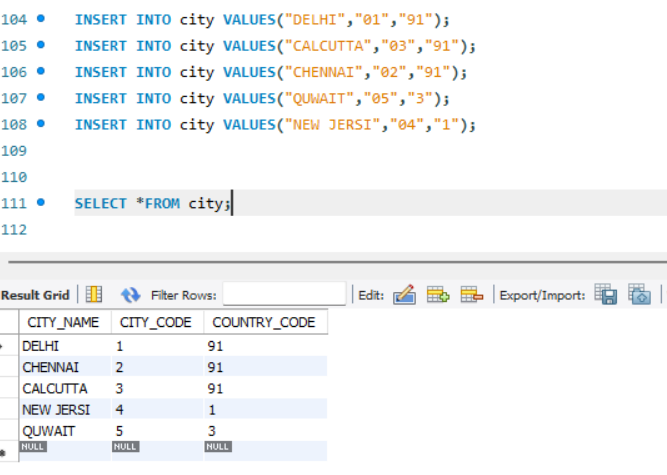 104 INSERT INTO city VALUES("DELHI","01","91");
105 INSERT INTO city VALUES("CALCUTTA","03","91");
106 INSERT INTO city VALUES("CHENNAI","02","91");
107 INSERT INTO city VALUES("QUWAIT","05","3");
108 INSERT INTO city VALUES("NEW JERSI","04","1");
109
110
111 SELECT *FROM city;
112
Result Grid Filter Rows: Edit: Export/Import:
CITY_NAME CITY_CODE COUNTRY_CODE
DELHI 1 91
CHENNAI 2 91
CALCUTTA 3 91
NEW JERSI 4 1
QUWAIT 5 3
NULL NULL NULL